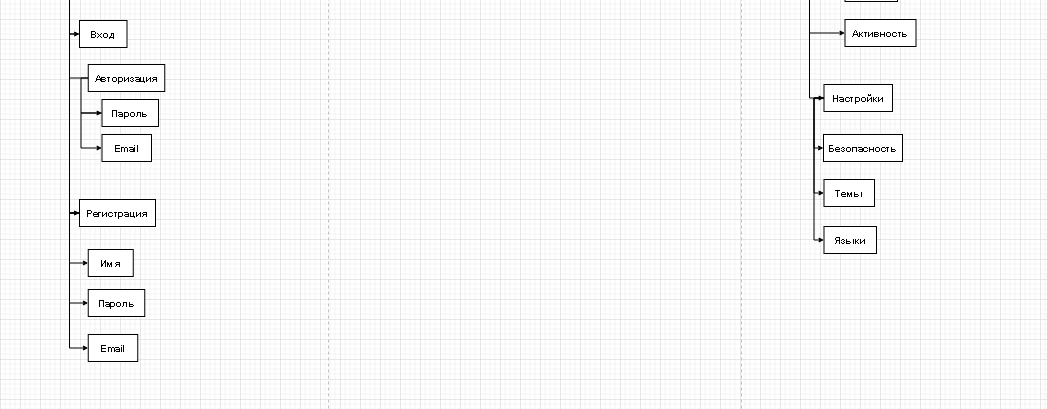 Вход
Авторизация
Пароль
Email
Регистрация
Имя
Пароль
Email
Активность
Настройки
Безопасность
Темы
Языки